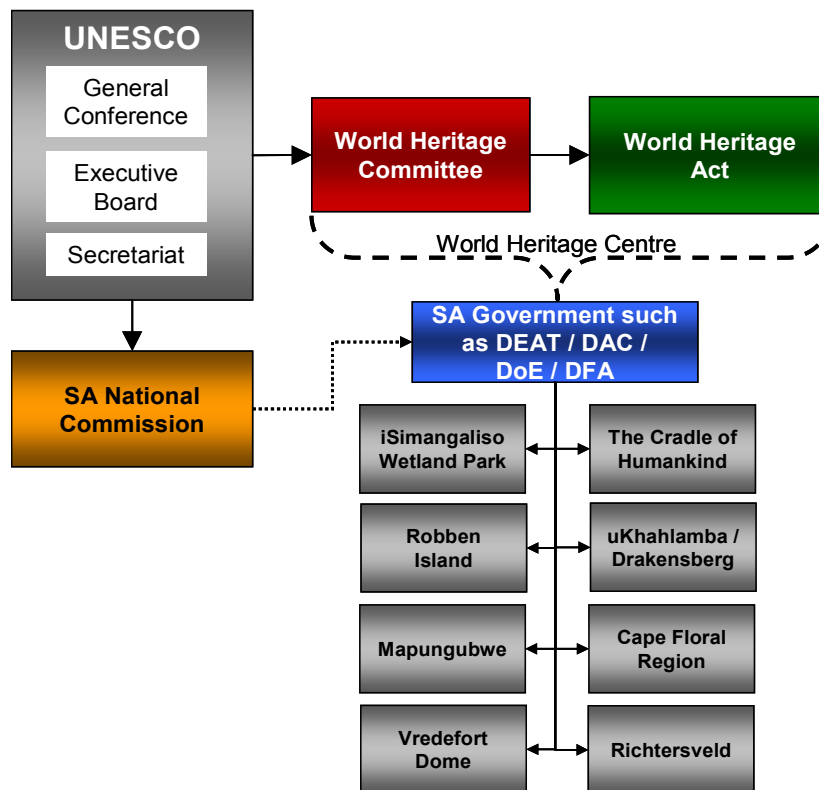 UNESCO
General
Conference
Executive
Board
Secretariat
World Heritage
Committee
World Heritage
Act
World Heritage Centre
SA Government such
as DEAT / DAC /
DoE / DFA
SA National
Commission
iSimangaliso
Wetland Park
The Cradle of
Humankind
Robben
Island
uKhahlamba /
Drakensberg
Mapungubwe
Cape Floral
Region
Vredefort
Dome
Richtersveld